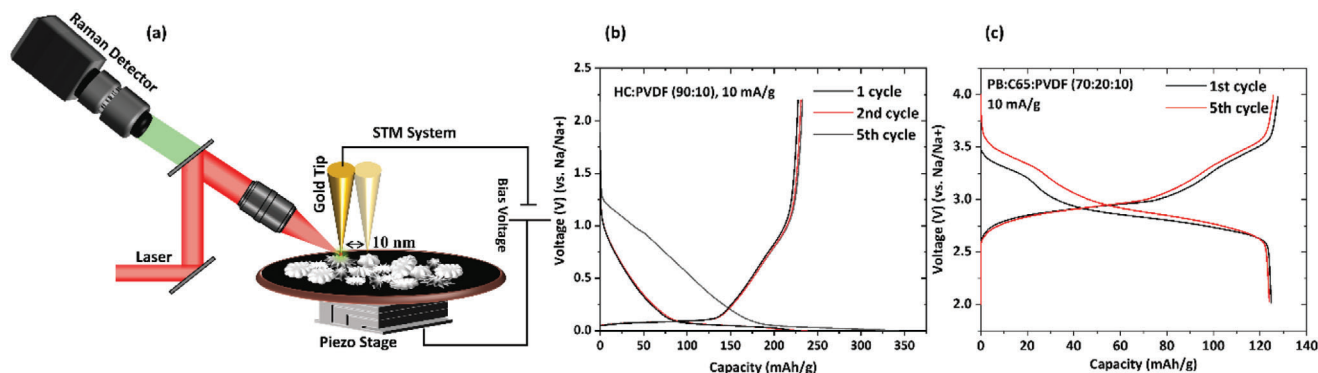 (a)
Raman Detector
STM System
Gold Tip
Bias Voltage
10 nm
Laser
Piezo Stage
(b)
HC:PVDF (90:10), 10 mA/g
1 cycle
2nd cycle
5th cycle
Voltage (V) (vs. Na/Na+)
2.5
2.0
1.5
1.0
0.5
0.0
0 50 100 150 200 250 300 350
Capacity (mAh/g)
(c)
PB:C65:PVDF (70:20:10)
10 mA/g
1st cycle
5th cycle
Voltage (V) (vs. Na/Na+)
4.0
3.5
3.0
2.5
2.0
0 20 40 60 80 100 120 140
Capacity (mAh/g)